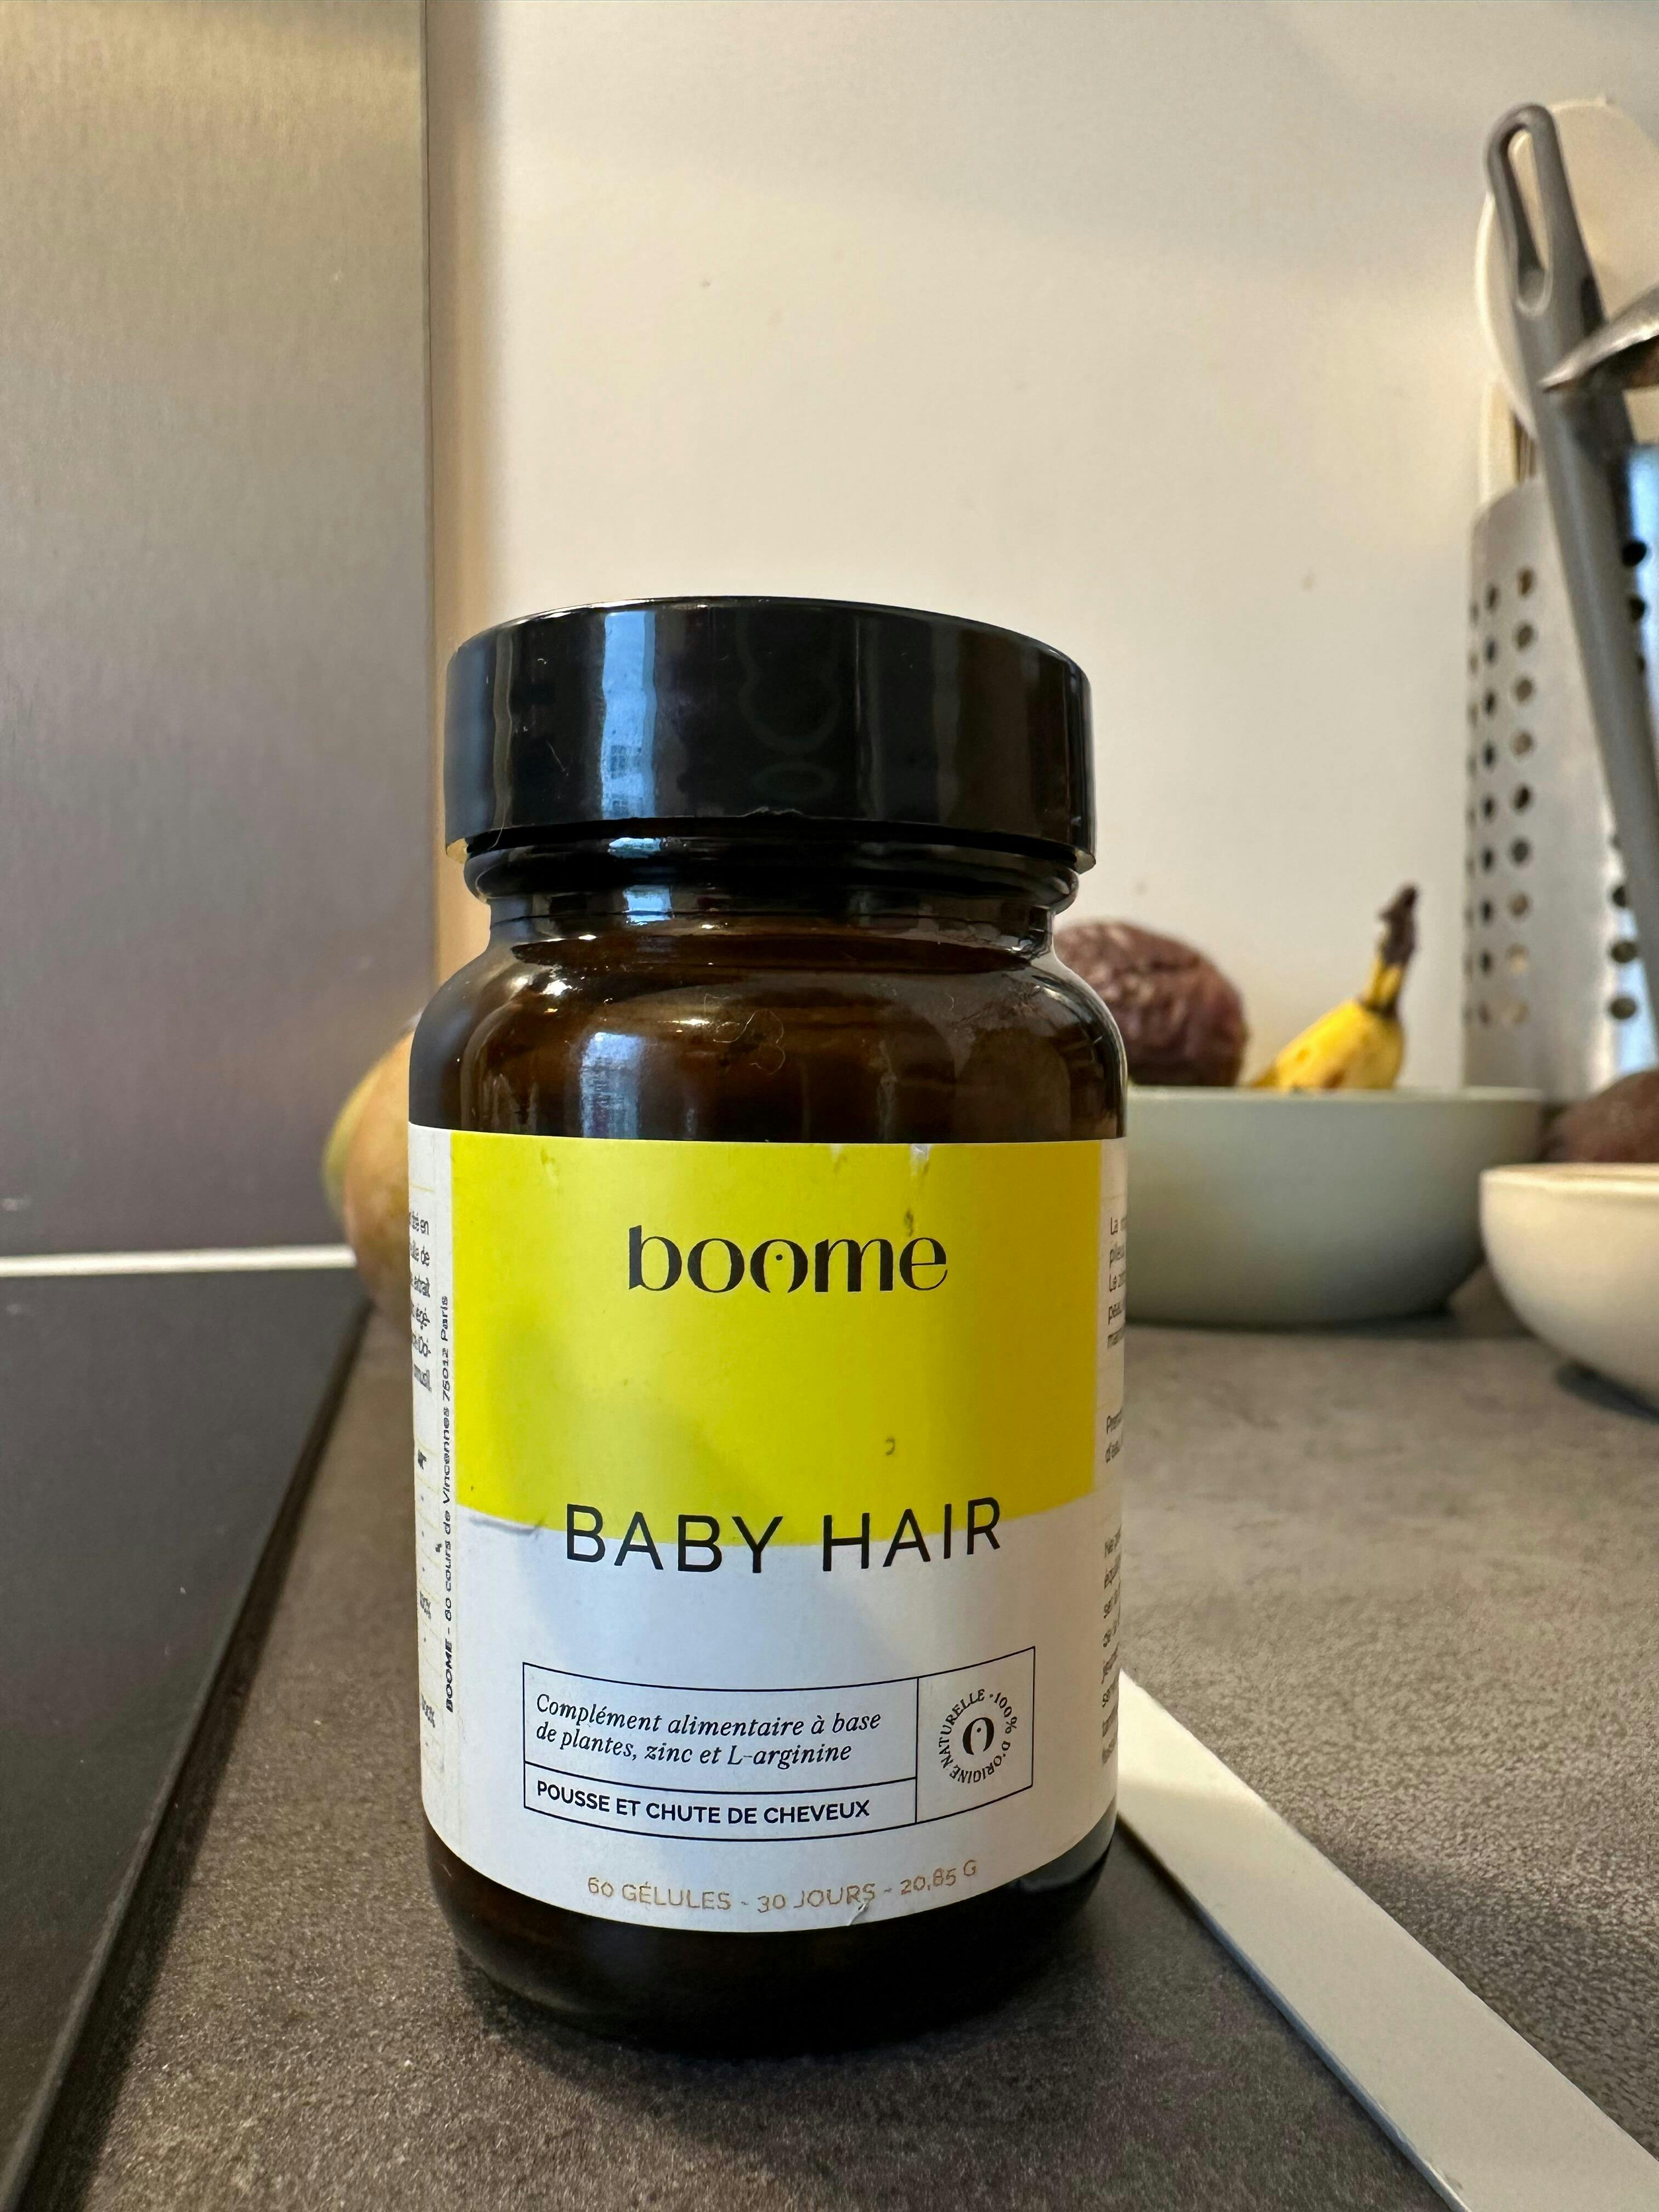 boome
BABY HAIR
Complément alimentaire à base
de plantes, zinc et L-arginine
POUSSE ET CHUTE DE CHEVEUX
100% D'ORIGINE NATURELLE
60 GÉLULES - 30 JOURS - 20,85 G
BOOME - 60 cours de Vincennes 75012 Paris